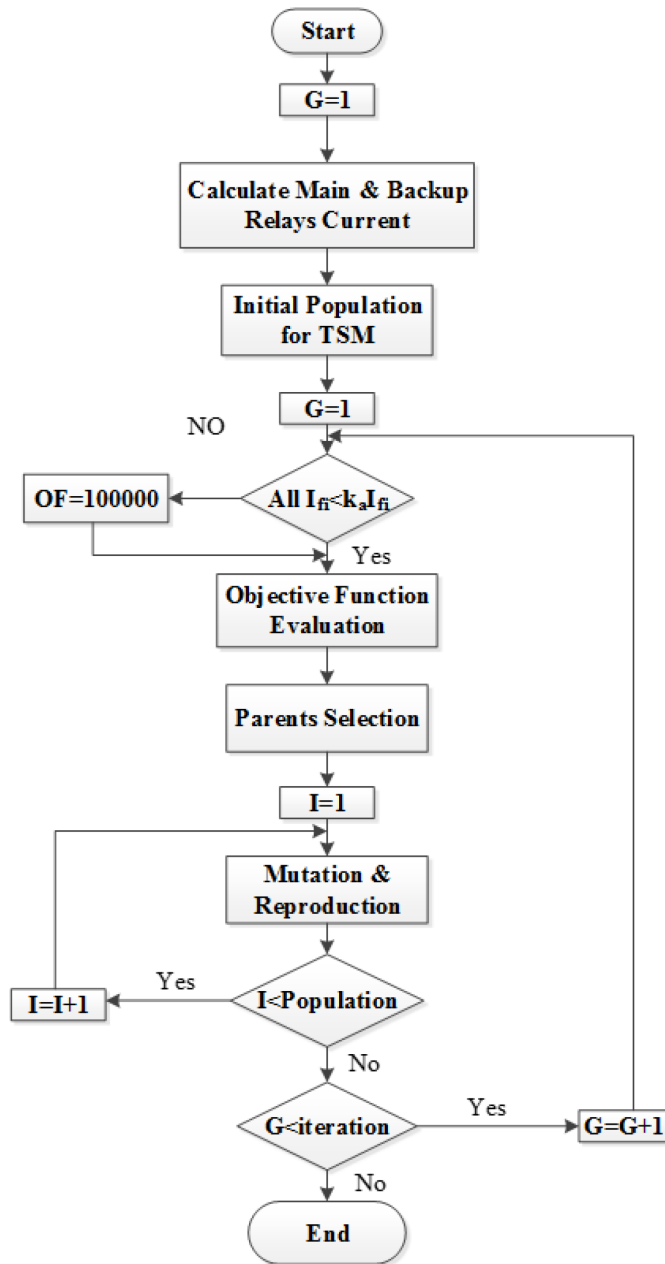 Start
G=1
Calculate Main & Backup
Relays Current
Initial Population
for TSM
G=1
NO
OF=100000
All Ifi<kaIfi
Yes
Objective Function
Evaluation
Parents Selection
I=1
Mutation &
Reproduction
Yes
I=I+1
I<Population
No
G<iteration
Yes
G=G+1
No
End